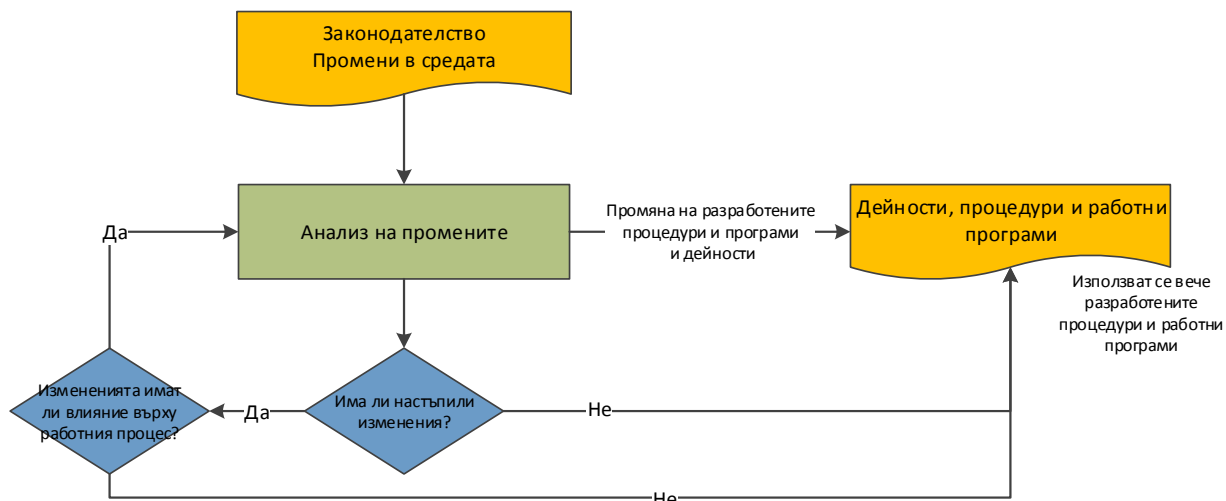 Законодателство
Промени в средата
Да
Анализ на промените
Промяна на разработените
процедури и програми
и дейности
Дейности, процедури и работни
програми
Използват се вече
разработените
процедури и работни
програми
Измененията имат
ли влияние върху
работния процес?
Да
Има ли настъпили
изменения?
Не
Не